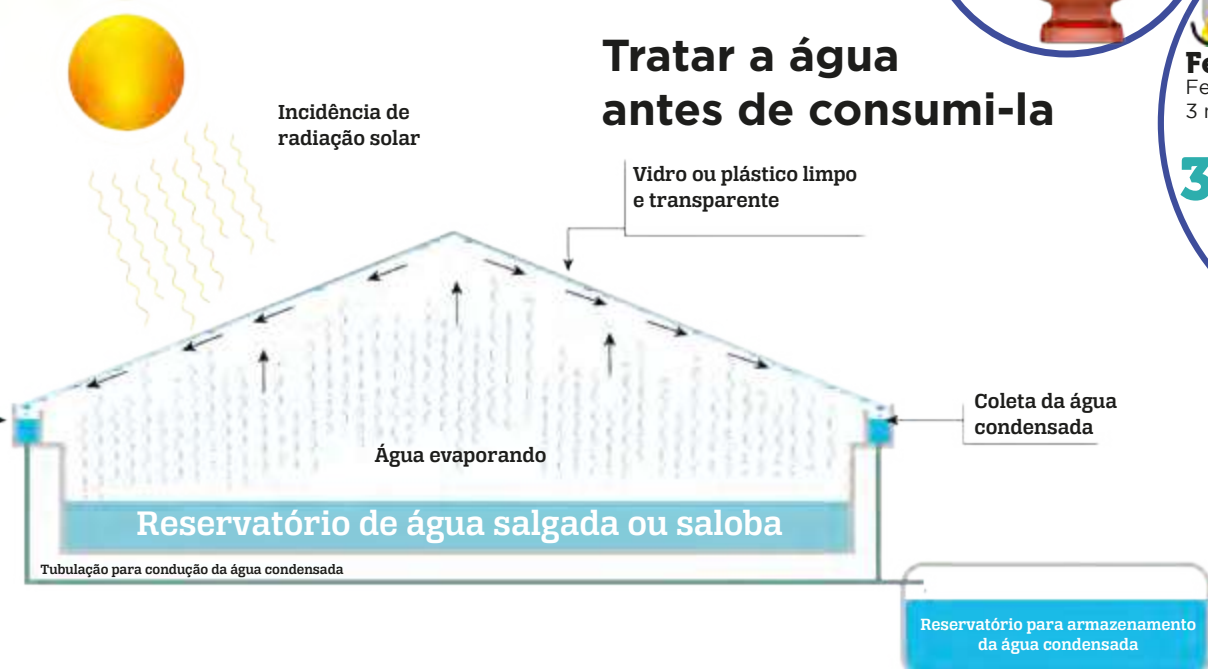 Tratar a água
antes de consumi-la
Incidência de
radiação solar
Vidro ou plástico limpo
e transparente
Coleta da água
condensada
Água evaporando
Reservatório de água salgada ou saloba
Tubulação para condução da água condensada
Reservatório para armazenamento
da água condensada
Fe
3